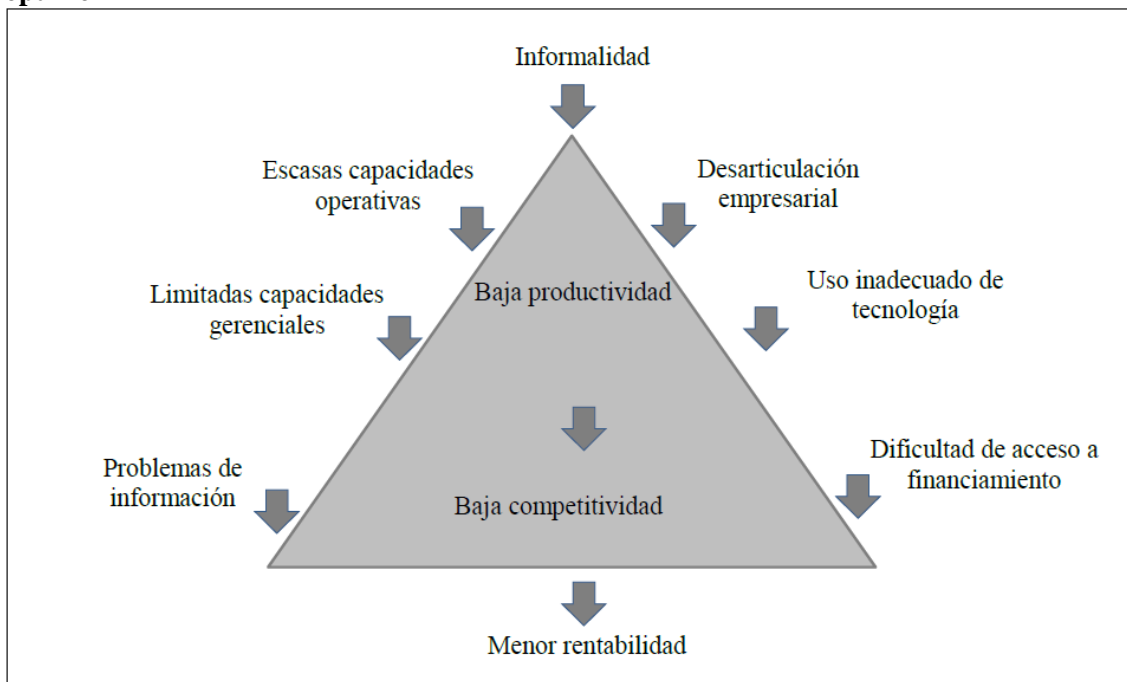 Informalidad
Escasas capacidades
operativas
Desarticulación
empresarial
Limitadas capacidades
gerenciales
Baja productividad
Uso inadecuado de
tecnología
Problemas de
información
Baja competitividad
Dificultad de acceso a
financiamiento
Menor rentabilidad